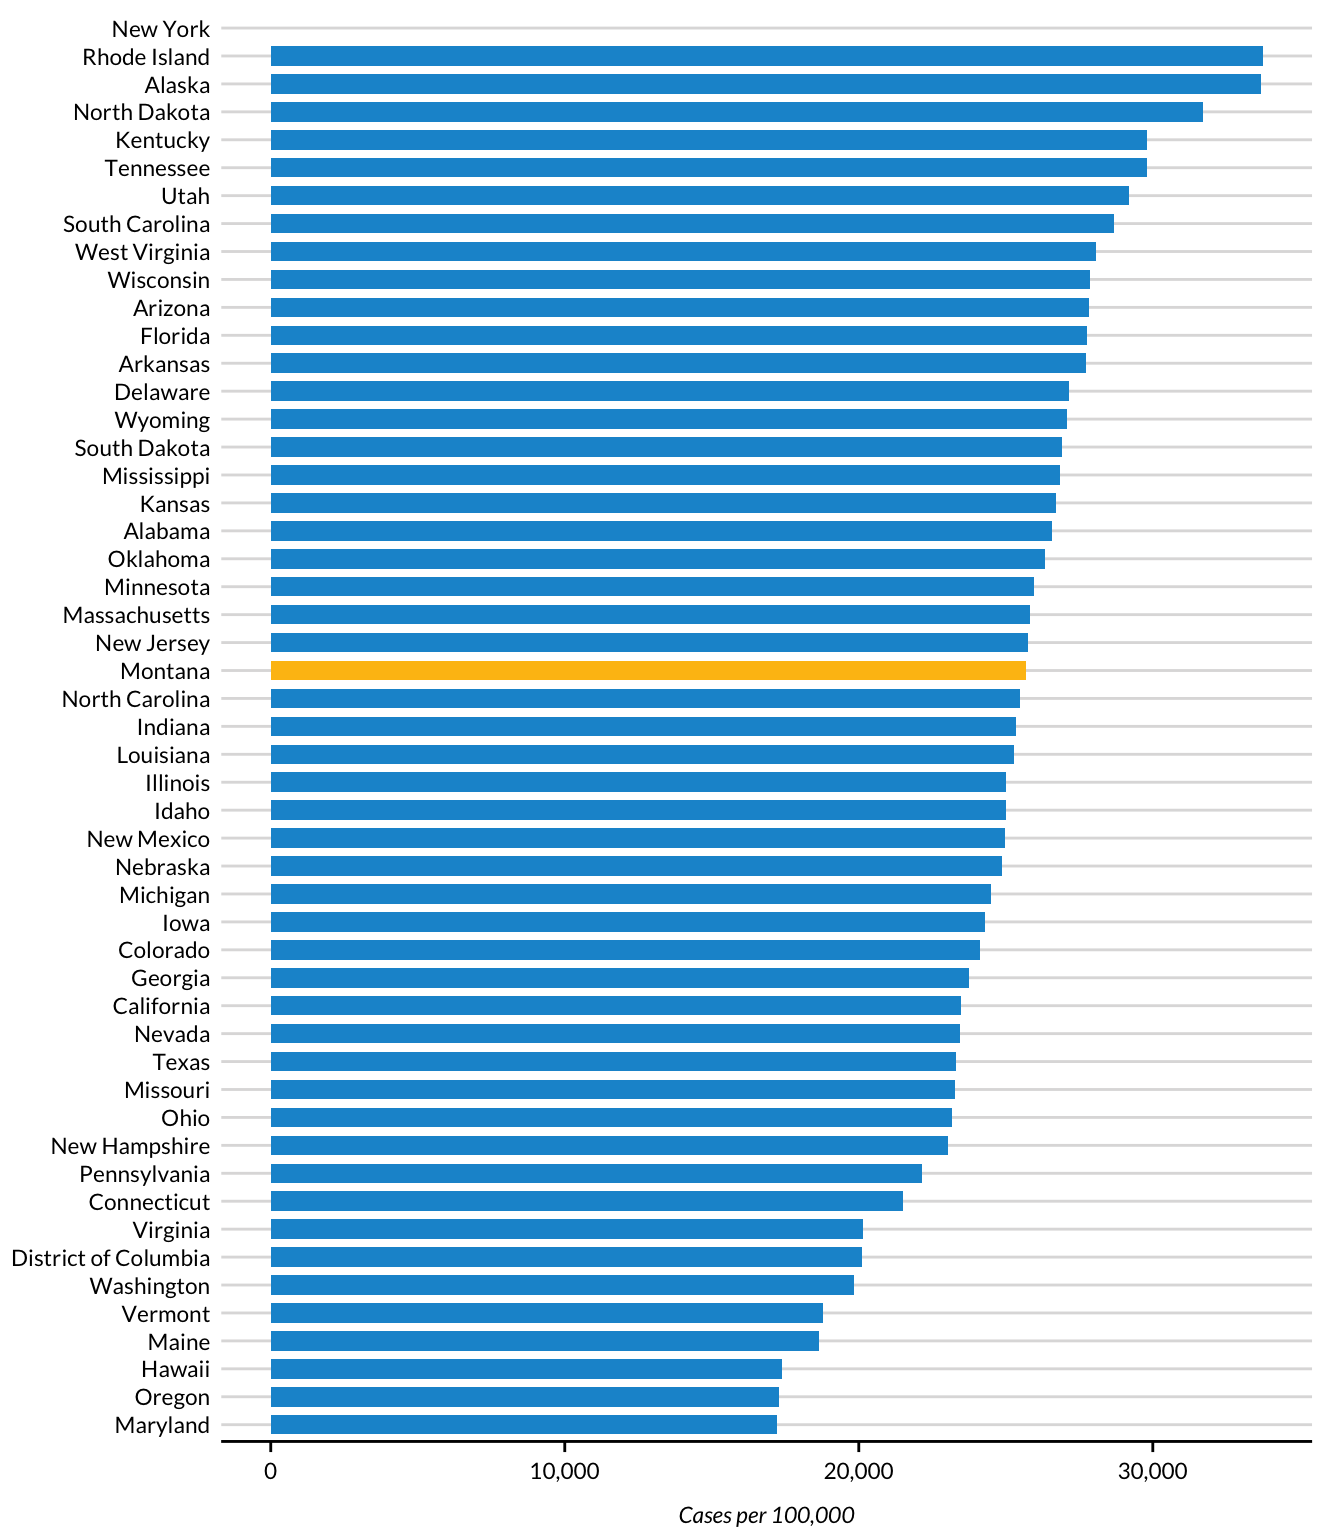 New York
Rhode Island
Alaska
North Dakota
Kentucky
Tennessee
Utah
South Carolina
West Virginia
Wisconsin
Arizona
Florida
Arkansas
Delaware
Wyoming
South Dakota
Mississippi
Kansas
Alabama
Oklahoma
Minnesota
Massachusetts
New Jersey
Montana
North Carolina
Indiana
Louisiana
Illinois
Idaho
New Mexico
Nebraska
Michigan
Iowa
Colorado
Georgia
California
Nevada
Texas
Missouri
Ohio
New Hampshire
Pennsylvania
Connecticut
Virginia
District of Columbia
Washington
Vermont
Maine
Hawaii
Oregon
Maryland
0 10,000 20,000 30,000
Cases per 100,000